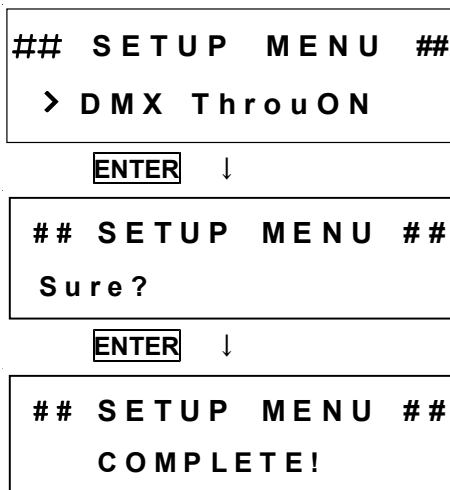 ## SETUP MENU ##
> DMX ThrouON
ENTER ↓
## SETUP MENU ##
Sure?
ENTER ↓
## SETUP MENU ##
COMPLETE!